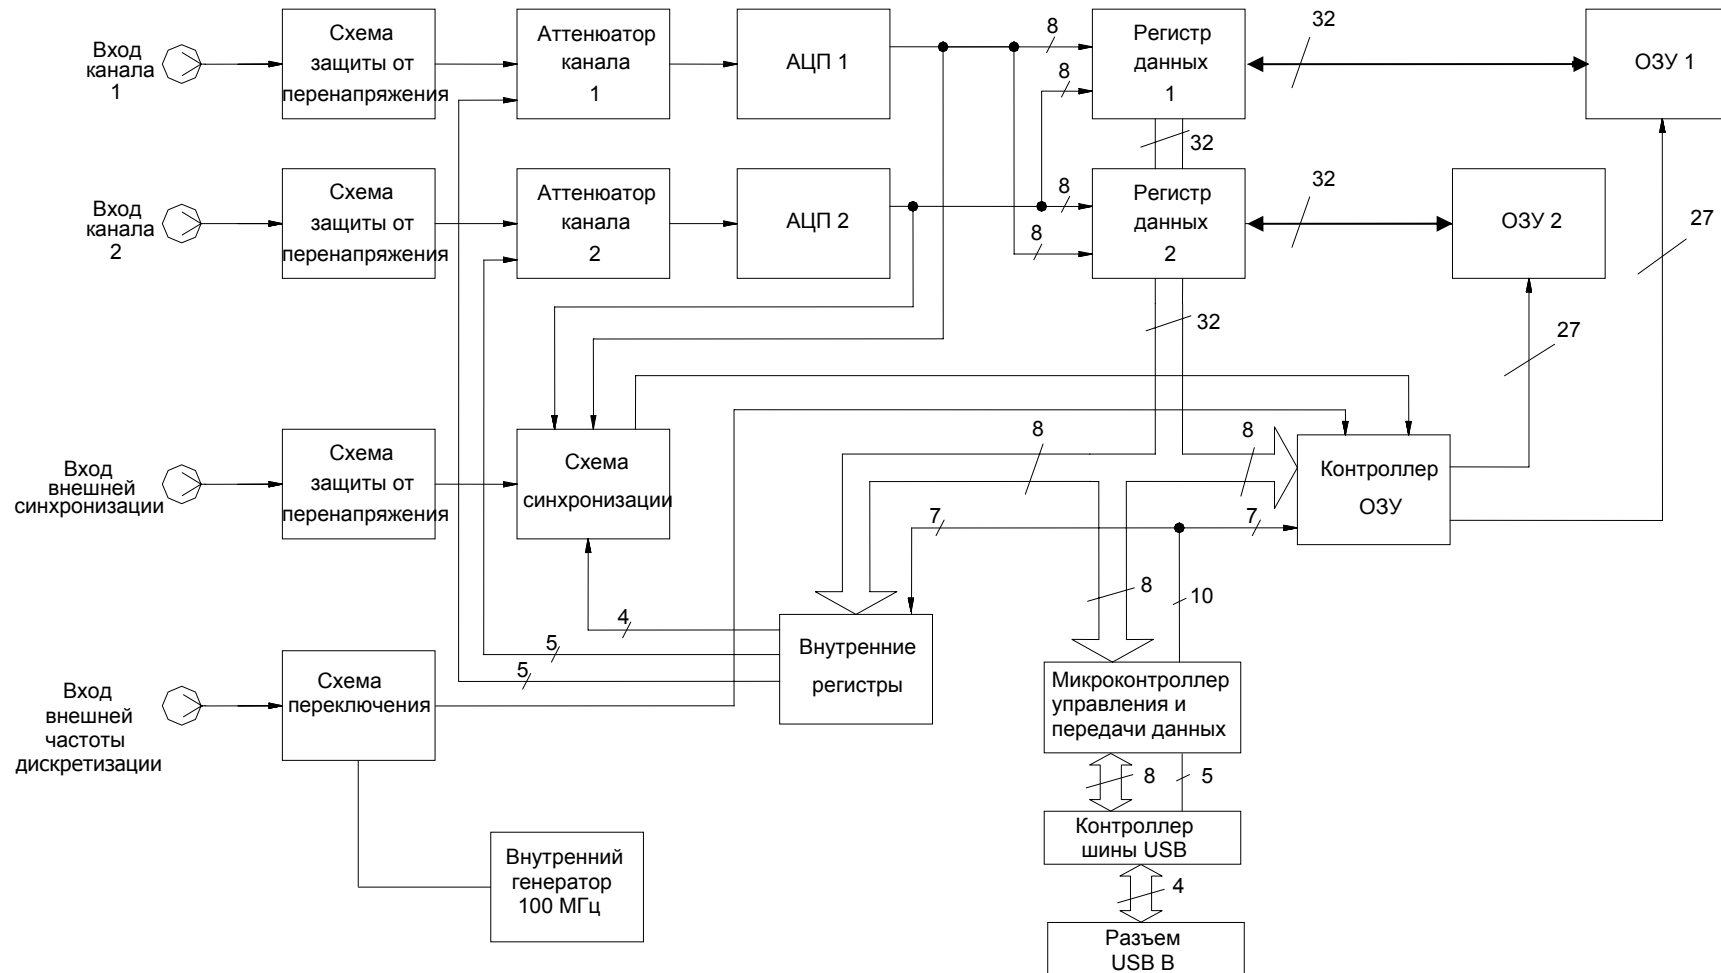 Вход
канала
1
Схема
защиты от
перенапряжения
Аттенюатор
канала
1
АЦП 1
8
8
Регистр
данных
1
32
ОЗУ 1
32
Вход
канала
2
Схема
защиты от
перенапряжения
Аттенюатор
канала
2
АЦП 2
8
8
Регистр
данных
2
32
ОЗУ 2
27
32
27
Вход
внешней
синхронизации
Схема
защиты от
перенапряжения
Схема
синхронизации
8
8
Контроллер
ОЗУ
7
7
8
10
4
5
5
Внутренние
регистры
Микроконтроллер
управления и
передачи данных
Вход
внешней
частоты
дискретизации
Схема
переключения
8
5
Контроллер
шины USB
Внутренний
генератор
100 МГц
4
Разъем
USB B